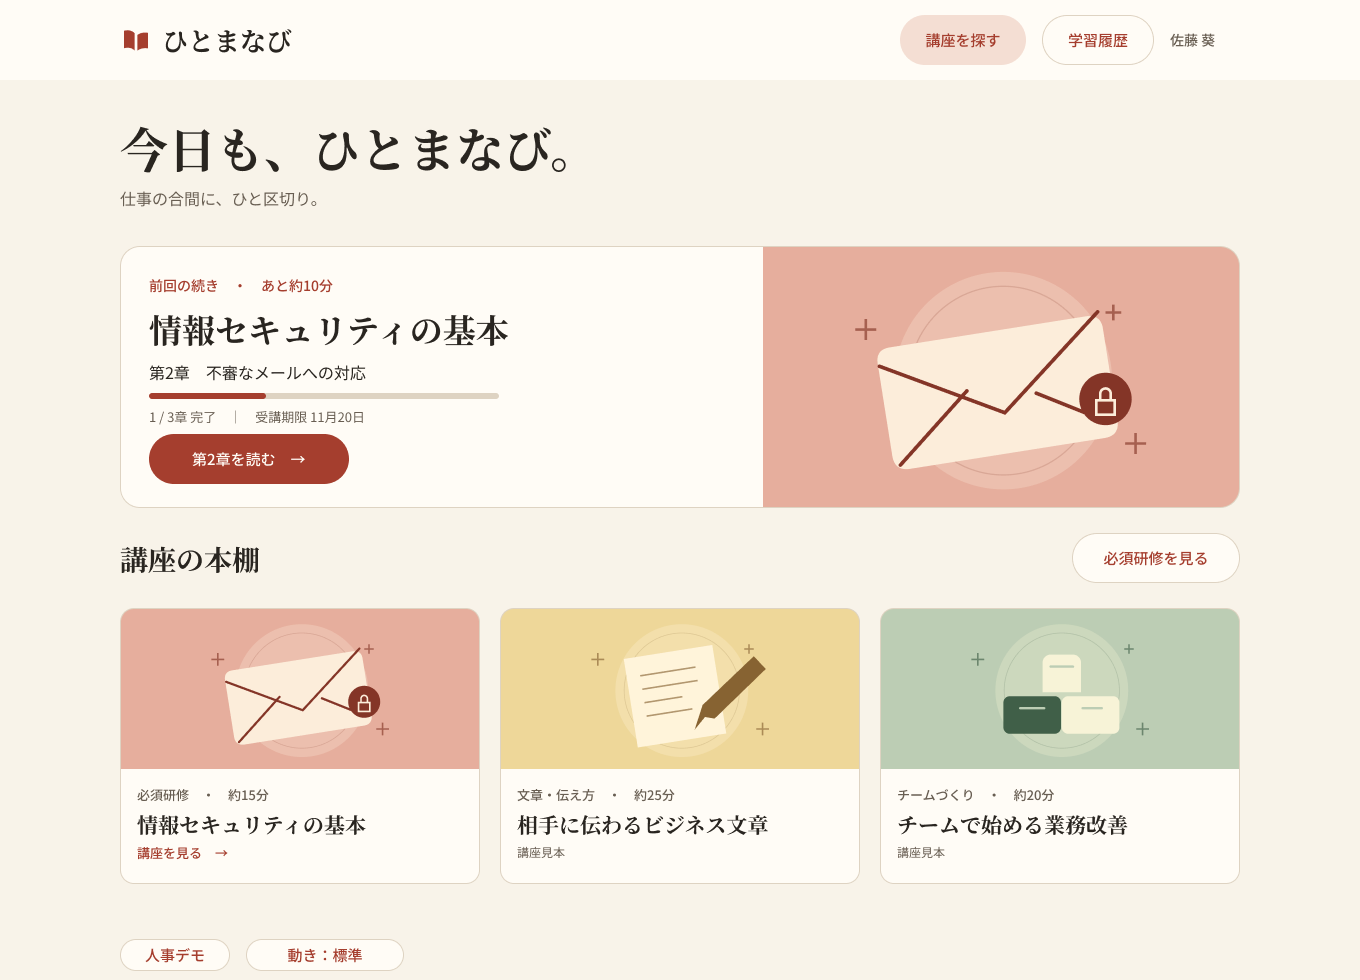 ひとまなび
講座を探す
学習履歴
佐藤 葵
今日も、ひとまなび。
仕事の合間に、ひと区切り。
前回の続き ・ あと約10分
情報セキュリティの基本
第2章 不審なメールへの対応
1 / 3章 完了 | 受講期限 11月20日
第2章を読む →
講座の本棚
必須研修を見る
必須研修 ・ 約15分
情報セキュリティの基本
講座を見る →
文章・伝え方 ・ 約25分
相手に伝わるビジネス文章
講座見本
チームづくり ・ 約20分
チームで始める業務改善
講座見本
人事デモ
動き：標準